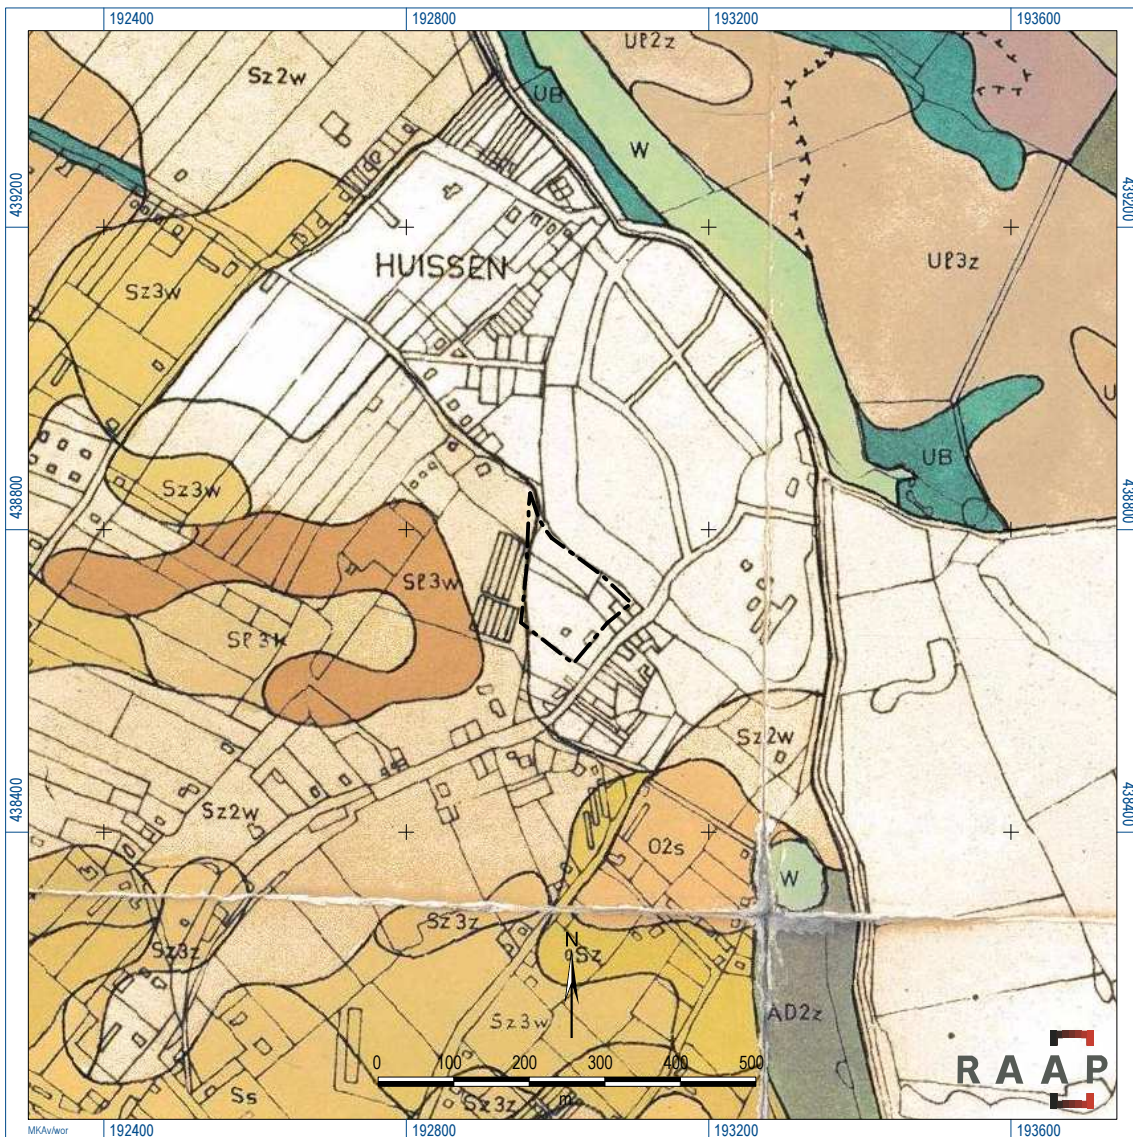 192400 192800 193200 193600
Uℓ2z
Sz2w
UB
W
439200
439200
HUISSEN
Uℓ3z
Sz3w
U
UB
Sz3w
438800
438800
Sℓ3w
Sℓ3k
Sz2w
Sz2w
438400
438400
O2s
W
Sz3z
Sz3z
N
Sz
AD2z
Sz3w
0 100 200 300 400 500
m
RAAP
Ss
Sz3z
MKAv/wor
192400 192800 193200 193600